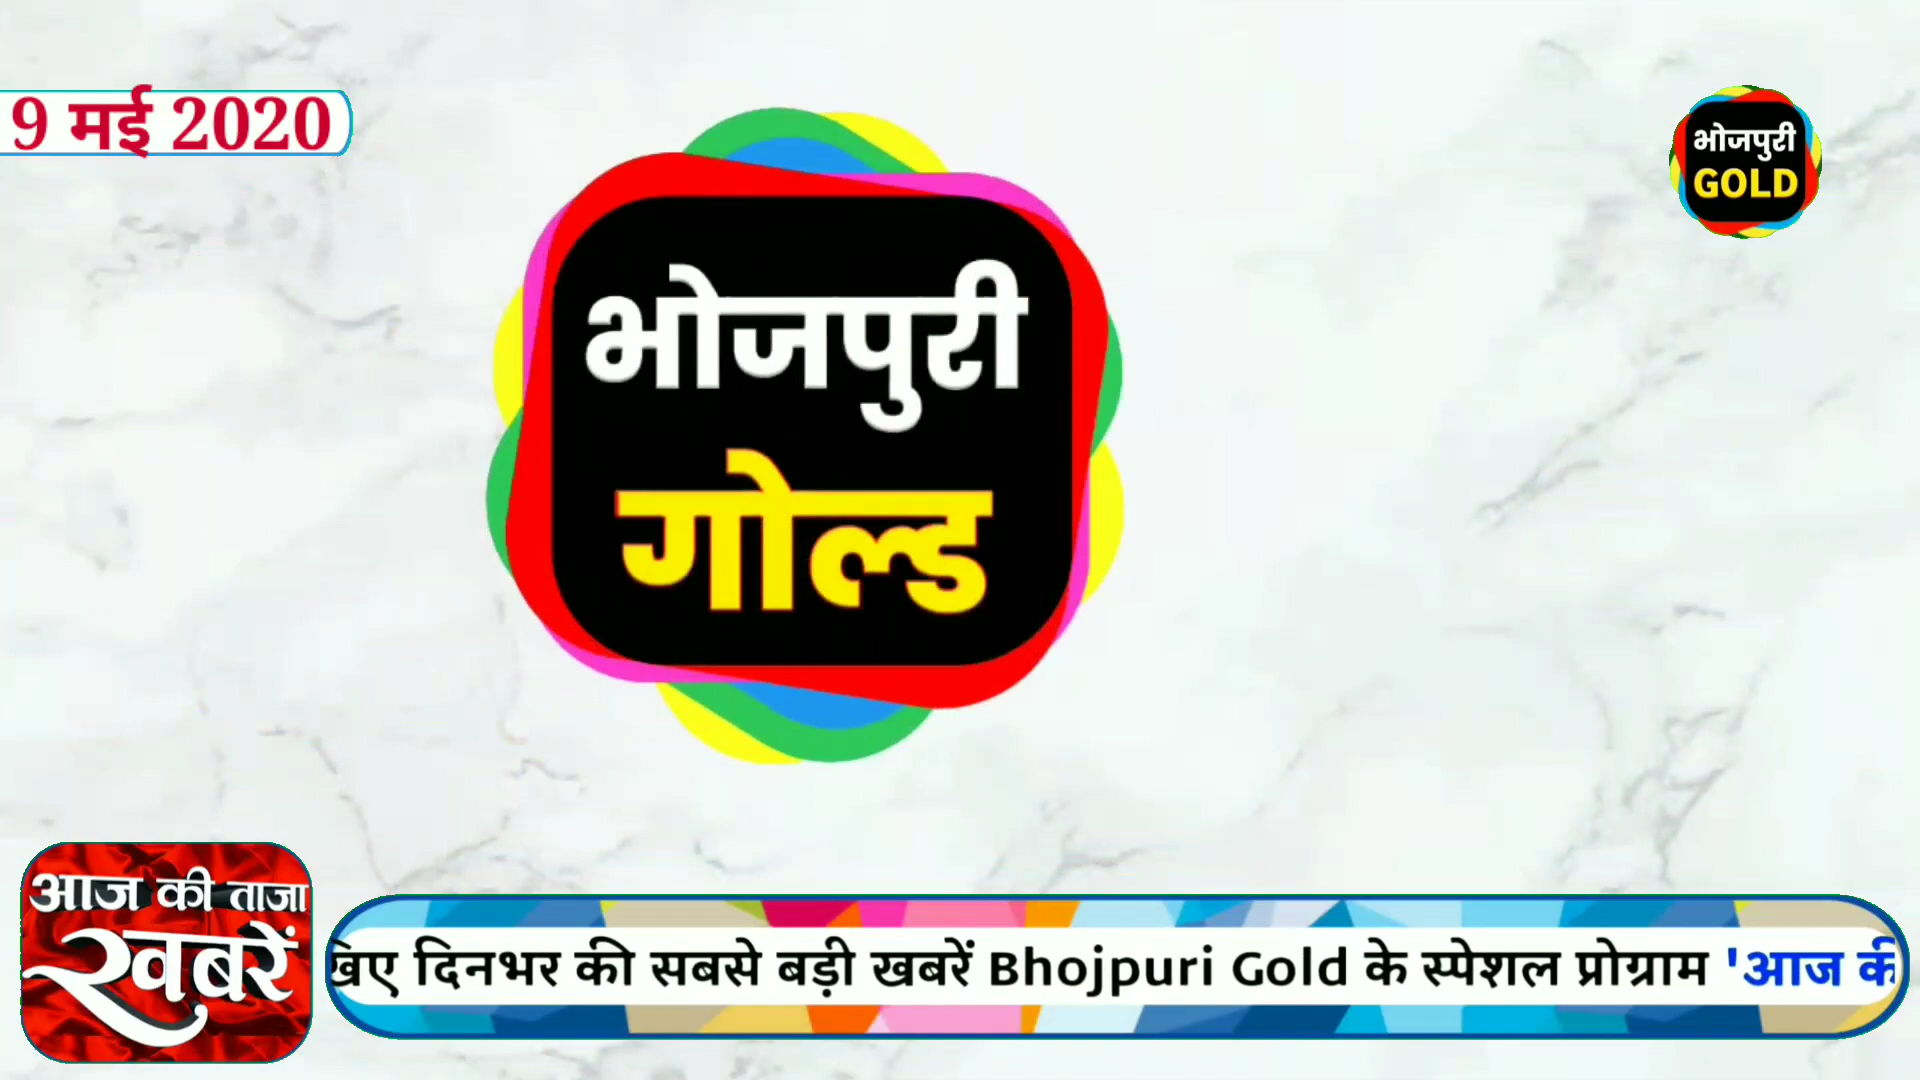 9 मई 2020
भोजपुरी
GOLD
भोजपुरी
गोल्ड
आज की ताजा
खबरें
दिनभर की सबसे बड़ी खबरें Bhojpuri Gold के स्पेशल प्रोग्राम 'आज की